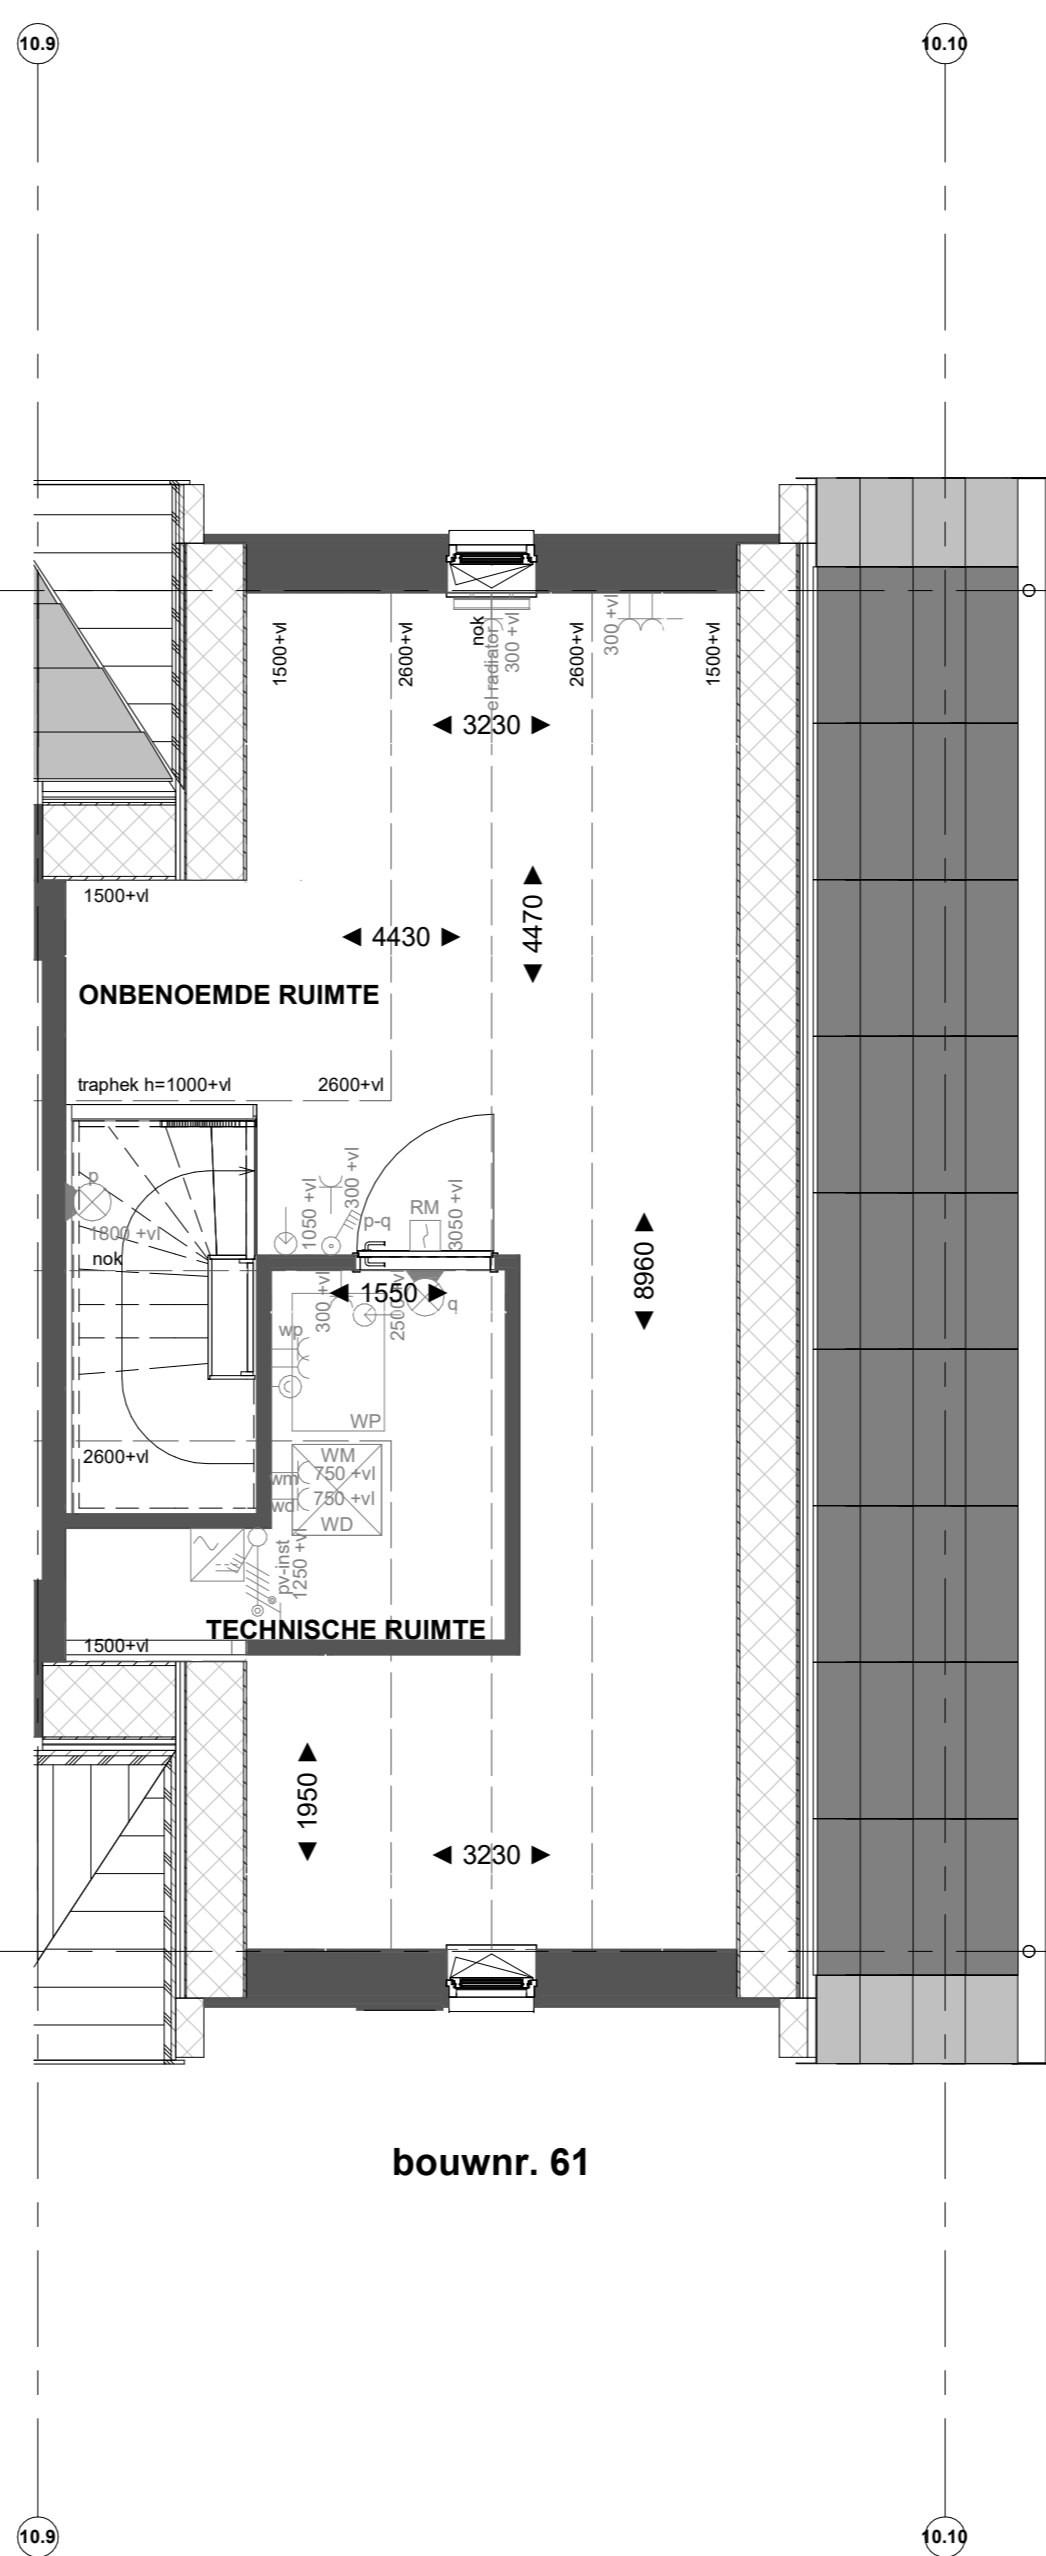 10.9
10.10
1500+vl
2600+vl
nok
el radiator
300 +vl
2600+vl
300 +vl
1500+vl
3230
1500+vl
4430
4470
ONBENOEMDE RUIMTE
traphek h=1000+vl
2600+vl
p
1800 +vl
nok
1050 +vl
300 +vl
p-q
RM
3050 +vl
8960
300 +vl
1550
2500+vl
q
wp
WP
2600+vl
WM
wm
750 +vl
wd
750 +vl
WD
pv-inst
1250 +vl
TECHNISCHE RUIMTE
1500+vl
1950
3230
bouwnr. 61
10.9
10.10